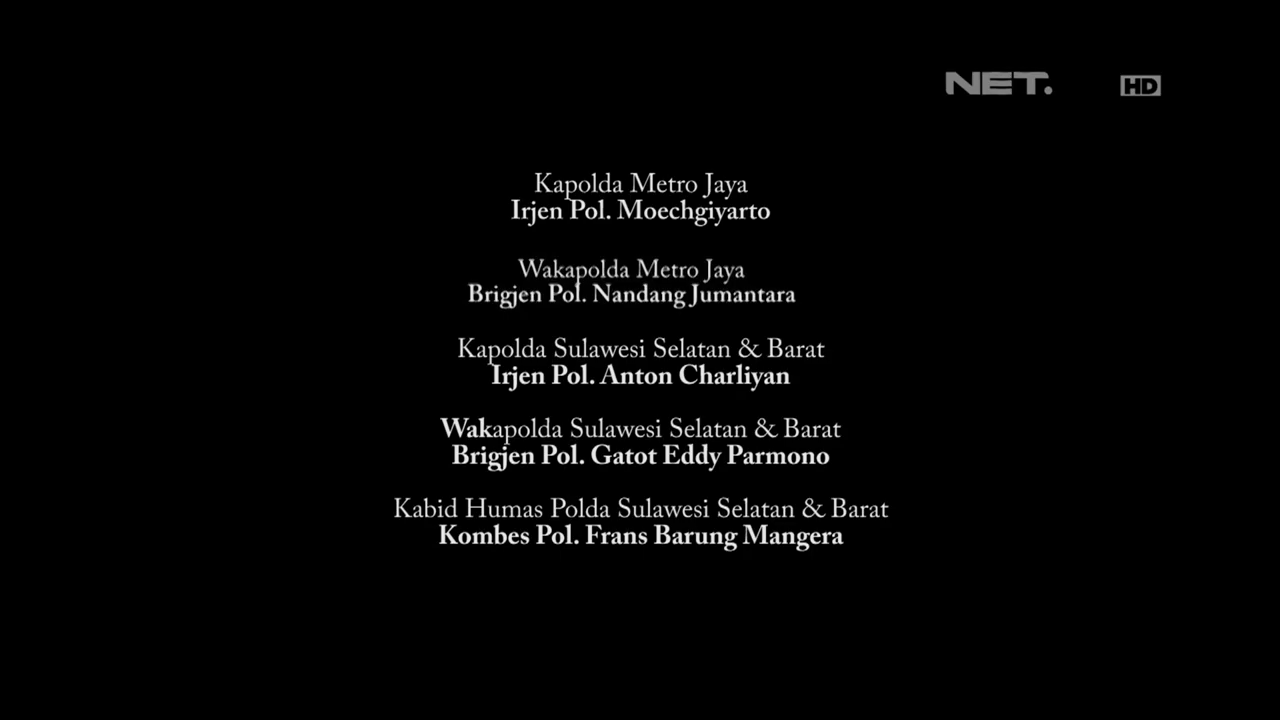 NET. HD
Kapolda Metro Jaya
Irjen Pol. Moechgiyarto
Wakapolda Metro Jaya
Brigjen Pol. Nandang Jumantara
Kapolda Sulawesi Selatan & Barat
Irjen Pol. Anton Charliyan
Wakapolda Sulawesi Selatan & Barat
Brigjen Pol. Gatot Eddy Parmono
Kabid Humas Polda Sulawesi Selatan & Barat
Kombes Pol. Frans Barung Mangera